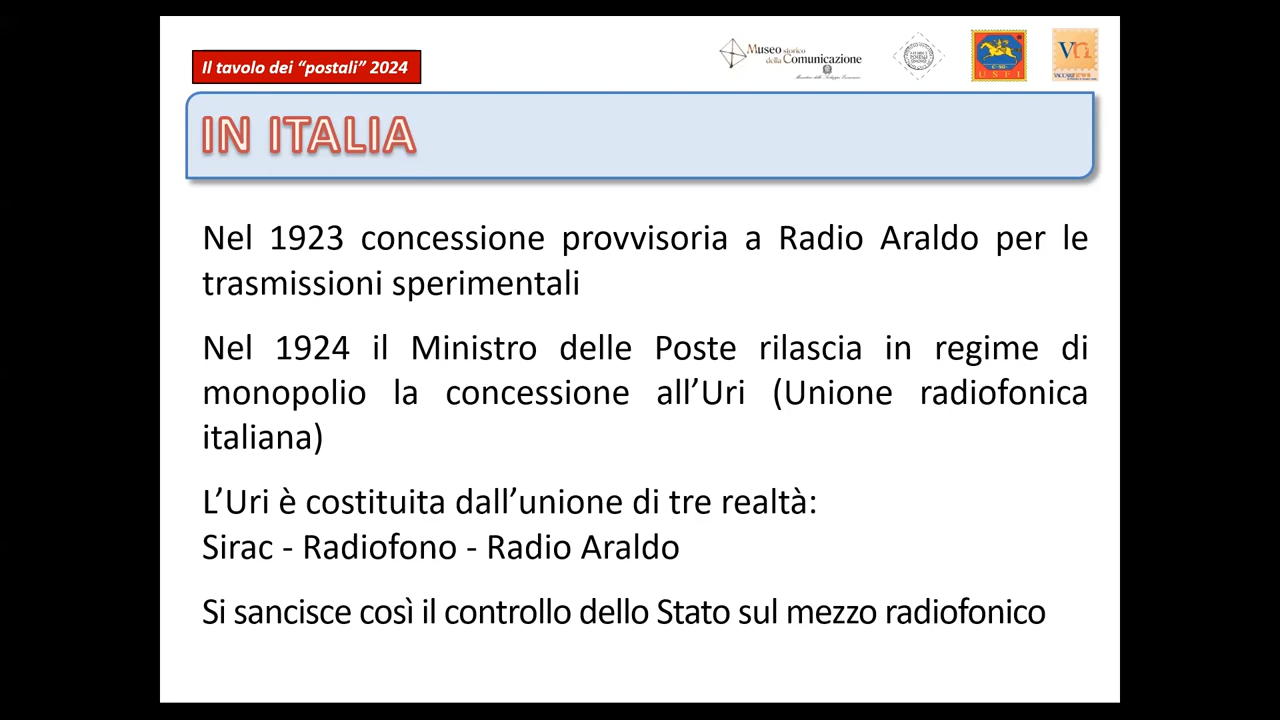 Il tavolo dei “postali” 2024
Museo storico
della Comunicazione
USFI
Vn
IN ITALIA
Nel 1923 concessione provvisoria a Radio Araldo per le
trasmissioni sperimentali
Nel 1924 il Ministro delle Poste rilascia in regime di
monopolio la concessione all’Uri (Unione radiofonica
italiana)
L’Uri è costituita dall’unione di tre realtà:
Sirac - Radiofono - Radio Araldo
Si sancisce così il controllo dello Stato sul mezzo radiofonico